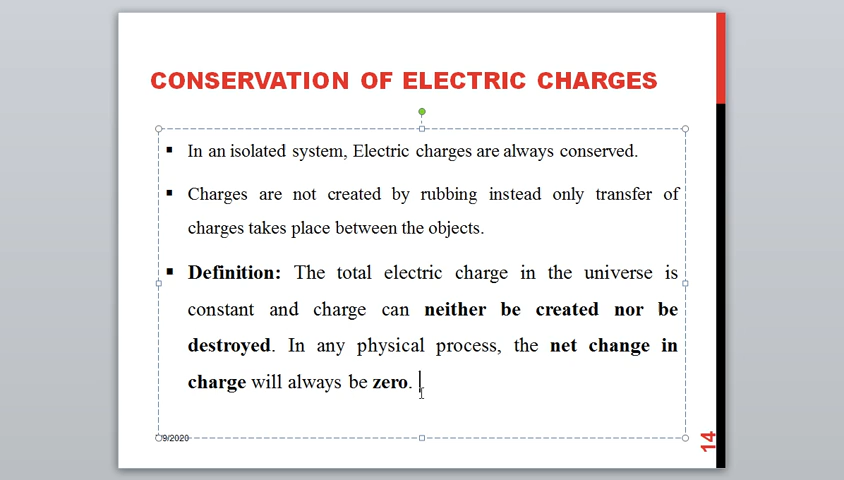 CONSERVATION OF ELECTRIC CHARGES
In an isolated system, Electric charges are always conserved.
Charges are not created by rubbing instead only transfer of
charges takes place between the objects.
Definition: The total electric charge in the universe is
constant and charge can neither be created nor be
destroyed. In any physical process, the net change in
charge will always be zero.
9/2020
14